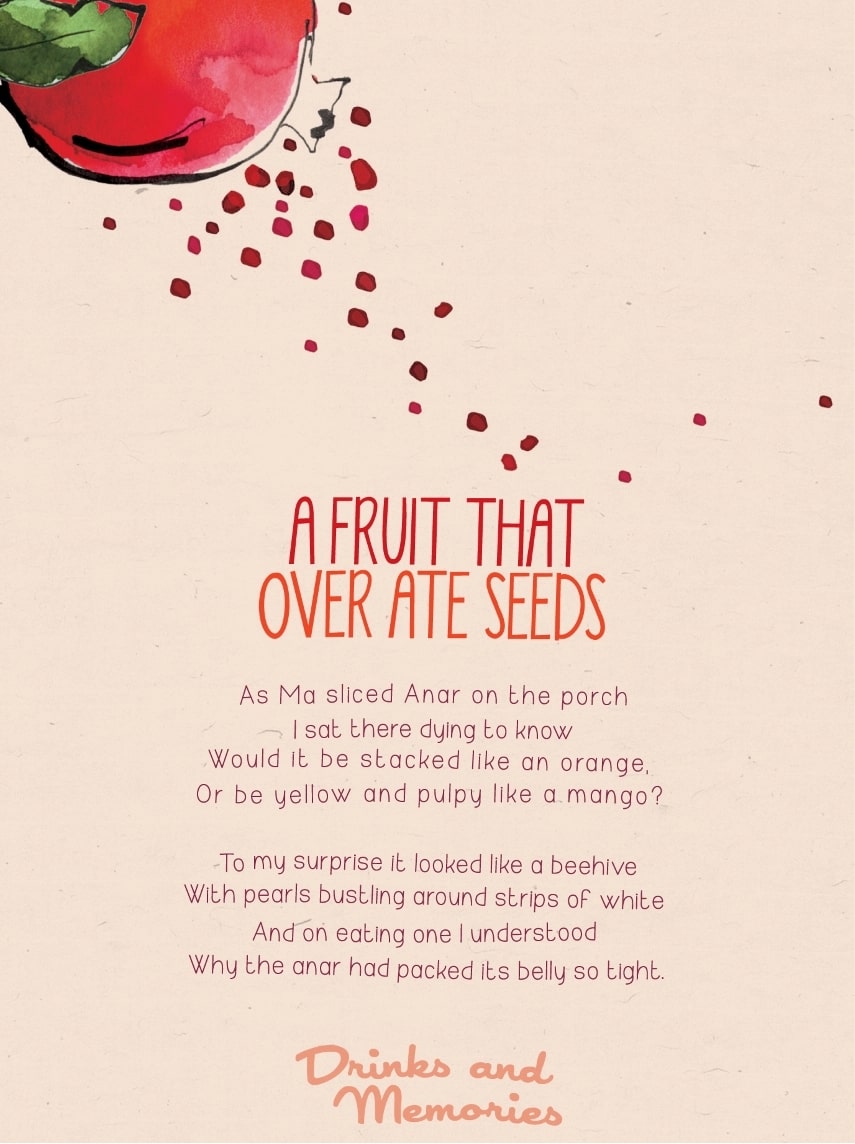 A FRUIT THAT
OVER ATE SEEDS
As Ma sliced Anar on the porch
I sat there dying to know
Would it be stacked like an orange,
Or be yellow and pulpy like a mango?
To my surprise it looked like a beehive
With pearls bustling around strips of white
And on eating one I understood
Why the anar had packed its belly so tight.
Drinks and
Memories